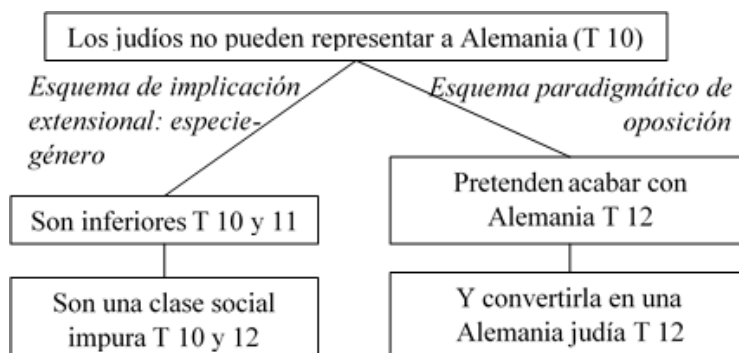 Los judíos no pueden representar a Alemania (T 10)
Esquema de implicación
extensional: especie-
género
Esquema paradigmático de
oposición
Son inferiores T 10 y 11
Pretenden acabar con
Alemania T 12
Son una clase social
impura T 10 y 12
Y convertirla en una
Alemania judía T 12